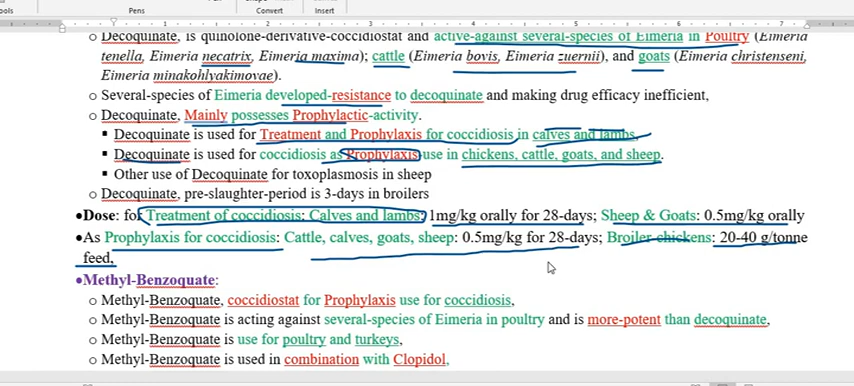 ools
Pens
Convert
Insert
1
2
3
4
5
6
7
o Decoquinate, is quinolone-derivative-coccidiostat and active-against several-species of Eimeria in Poultry (Eimeria
tenella, Eimeria necatrix, Eimeria maxima); cattle (Eimeria bovis, Eimeria zuernii), and goats (Eimeria christenseni,
Eimeria minakohlyakimovae).
o Several-species of Eimeria developed-resistance to decoquinate and making drug efficacy inefficient,
o Decoquinate, Mainly possesses Prophylactic-activity.
▪ Decoquinate is used for Treatment and Prophylaxis for coccidiosis in calves and lambs.
▪ Decoquinate is used for coccidiosis as Prophylaxis use in chickens, cattle, goats, and sheep.
▪ Other use of Decoquinate for toxoplasmosis in sheep
o Decoquinate, pre-slaughter-period is 3-days in broilers
•Dose: for Treatment of coccidiosis: Calves and lambs: 1mg/kg orally for 28-days; Sheep & Goats: 0.5mg/kg orally
•As Prophylaxis for coccidiosis: Cattle, calves, goats, sheep: 0.5mg/kg for 28-days; Broiler-chickens: 20-40 g/tonne
feed,
•Methyl-Benzoquate:
o Methyl-Benzoquate, coccidiostat for Prophylaxis use for coccidiosis,
o Methyl-Benzoquate is acting against several-species of Eimeria in poultry and is more-potent than decoquinate,
o Methyl-Benzoquate is use for poultry and turkeys,
o Methyl-Benzoquate is used in combination with Clopidol,